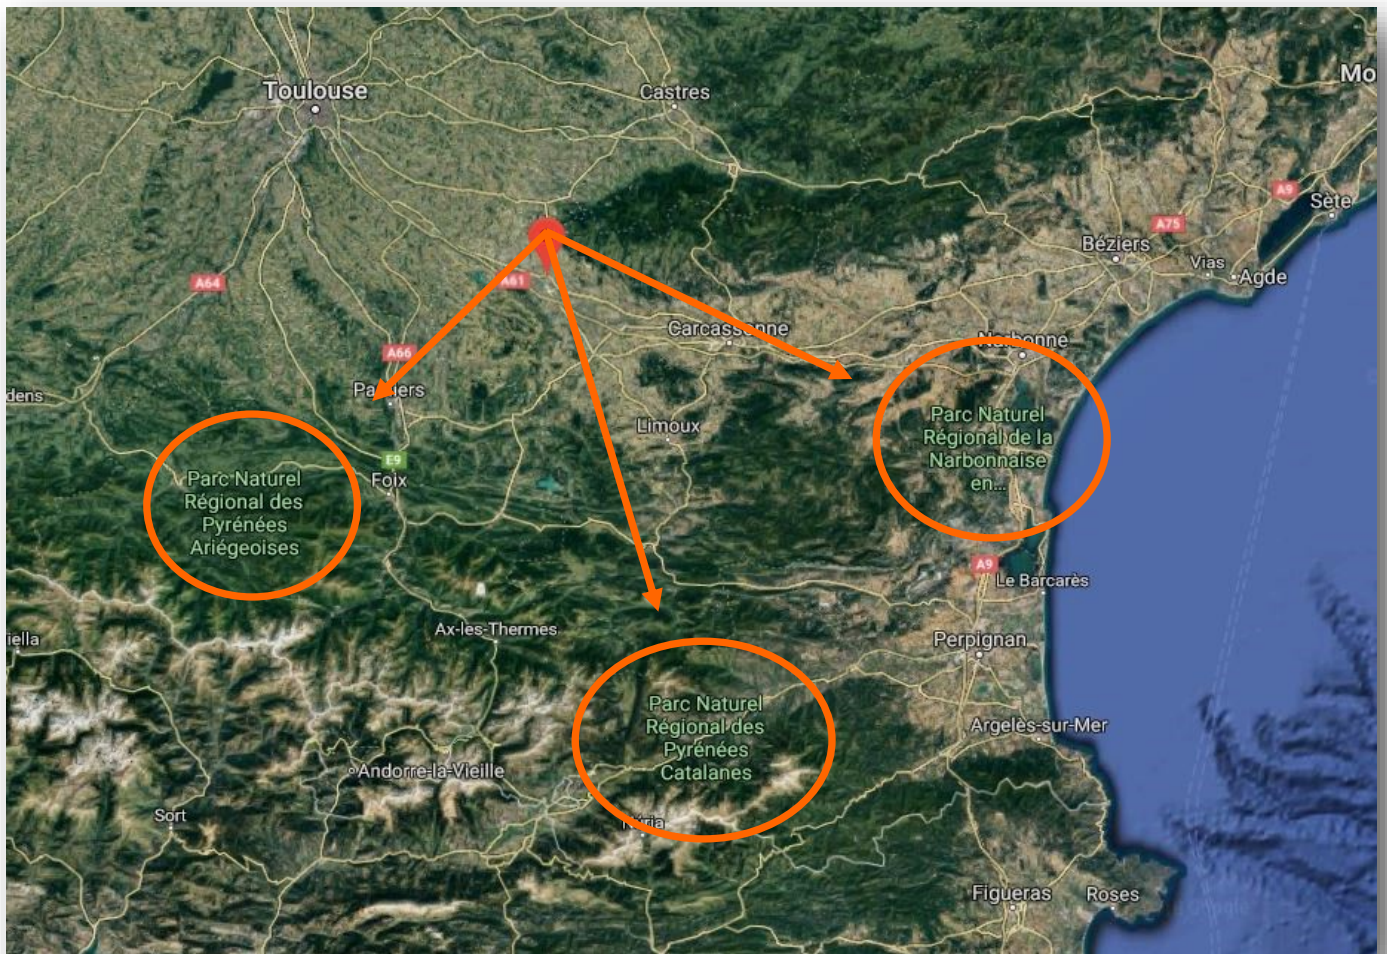 Mo
Toulouse
Castres
A9
Sète
A75
Béziers
Vias
Agde
A64
A61
Carcassonne
Narbonne
A66
Pamiers
dens
Limoux
Parc Naturel
Régional de la
Narbonnaise
en...
E9
Foix
Parc Naturel
Régional des
Pyrénées
Ariégeoises
A9
Le Barcarès
Ax-les-Thermes
iella
Perpignan
Parc Naturel
Régional des
Pyrénées
Catalanes
Argelès-sur-Mer
Andorre-la-Vieille
Sort
Núria
Figueras
Roses
Google